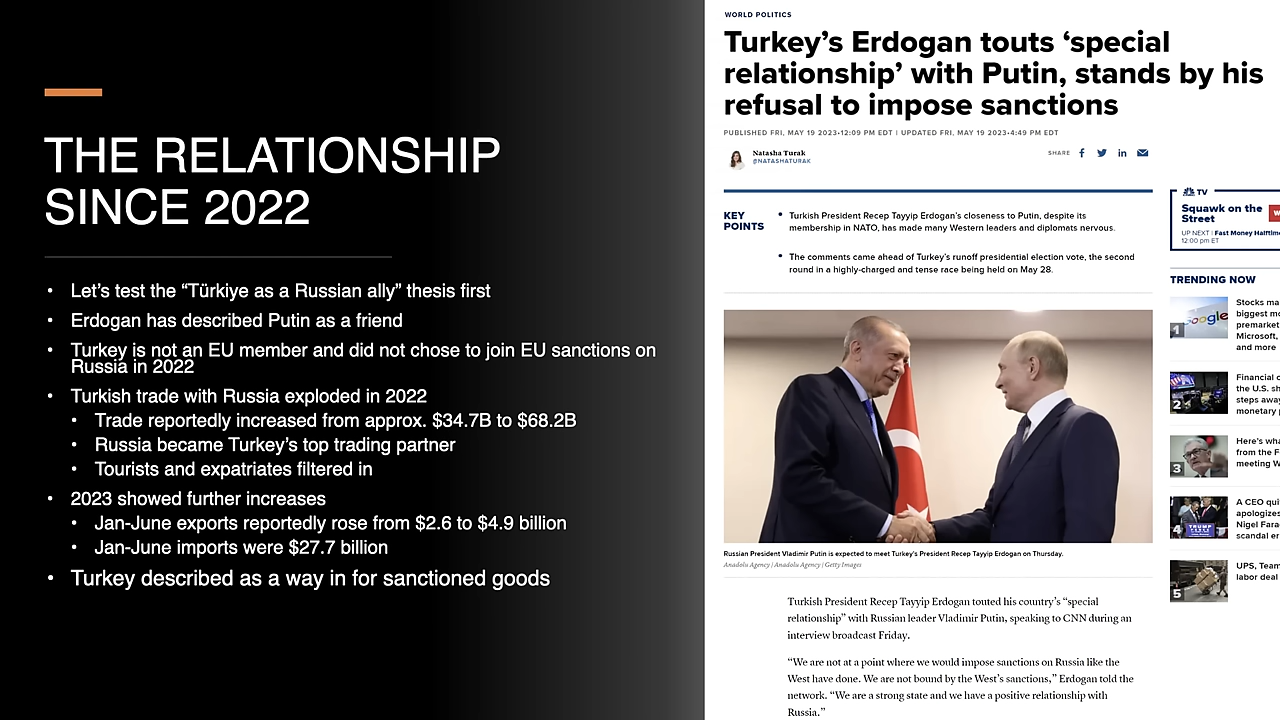 THE RELATIONSHIP
SINCE 2022
• Let's test the “Türkiye as a Russian ally” thesis first
• Erdogan has described Putin as a friend
• Turkey is not an EU member and did not chose to join EU sanctions on
Russia in 2022
• Turkish trade with Russia exploded in 2022
• Trade reportedly increased from approx. $34.7B to $68.2B
• Russia became Turkey's top trading partner
• Tourists and expatriates filtered in
• 2023 showed further increases
• Jan-June exports reportedly rose from $2.6 to $4.9 billion
• Jan-June imports were $27.7 billion
• Turkey described as a way in for sanctioned goods
WORLD POLITICS
Turkey’s Erdogan touts ‘special
relationship’ with Putin, stands by his
refusal to impose sanctions
PUBLISHED FRI, MAY 19 2023•12:09 PM EDT | UPDATED FRI, MAY 19 2023•4:49 PM EDT
Natasha Turak
@NATASHATURAK
SHARE
KEY
POINTS
• Turkish President Recep Tayyip Erdogan’s closeness to Putin, despite its
membership in NATO, has made many Western leaders and diplomats nervous.
• The comments came ahead of Turkey’s runoff presidential election vote, the second
round in a highly-charged and tense race being held on May 28.
Russian President Vladimir Putin is expected to meet Turkey's President Recep Tayyip Erdogan on Thursday.
Anadolu Agency | Anadolu Agency | Getty Images
Turkish President Recep Tayyip Erdogan touted his country’s “special
relationship” with Russian leader Vladimir Putin, speaking to CNN during an
interview broadcast Friday.
“We are not at a point where we would impose sanctions on Russia like the
West have done. We are not bound by the West’s sanctions,” Erdogan told the
network. “We are a strong state and we have a positive relationship with
Russia.”
TV
Squawk on the
Street
W
UP NEXT | Fast Money Halftim
12:00 pm ET
TRENDING NOW
oogle
1
Stocks ma
biggest mo
premarket
Microsoft,
and more
2
Financial c
the U.S. sh
steps away
monetary p
3
Here’s wha
from the F
meeting W
4
TRUMP
A CEO qui
apologizes
Nigel Fara
scandal er
5
UPS, Team
labor deal